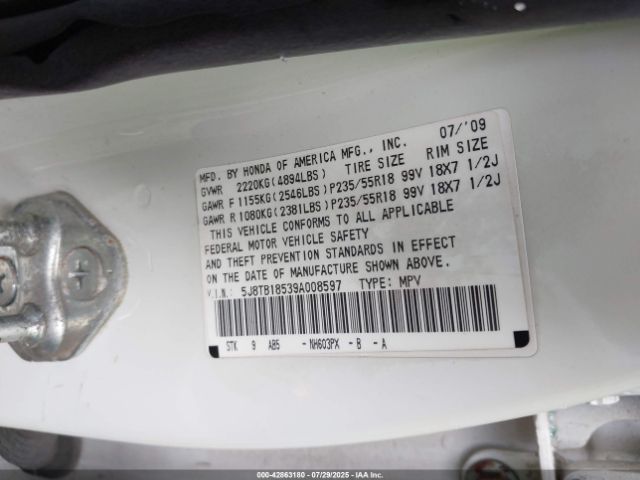 MFD. BY HONDA OF AMERICA MFG., INC. 07/'09
GVWR 2220KG(4894LBS) TIRE SIZE RIM SIZE
GAWR F 1155KG(2546LBS) P235/55R18 99V 18X7 1/2J
GAWR R 1080KG(2381LBS) P235/55R18 99V 18X7 1/2J
THIS VEHICLE CONFORMS TO ALL APPLICABLE
FEDERAL MOTOR VEHICLE SAFETY
AND THEFT PREVENTION STANDARDS IN EFFECT
ON THE DATE OF MANUFACTURE SHOWN ABOVE.
V.I.N.: 5J8TB18539A008597 TYPE: MPV
STK 9 AB5 -NH603PX -B -A
000-42863180 | 07/29/2025 | IAA